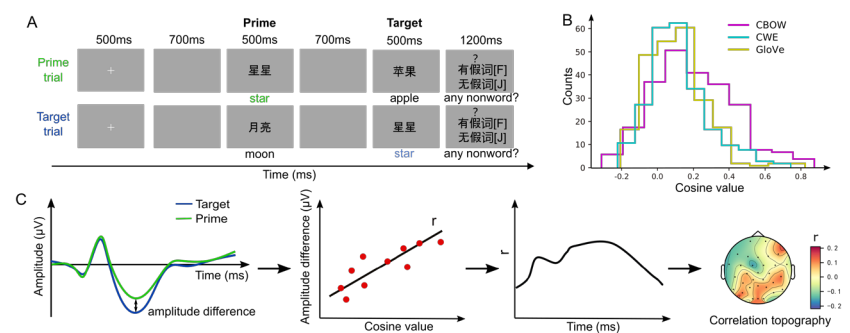 A
Prime
Target
500ms
700ms
500ms
700ms
500ms
1200ms
Prime
trial
+
星星
苹果
?
有假词[F]
无假词[J]
star
apple
any nonword?
Target
trial
+
月亮
星星
?
有假词[F]
无假词[J]
moon
star
any nonword?
Time (ms)
B
CBOW
CWE
GloVe
Counts
60
50
40
30
20
10
0
-0.2
0.0
0.2
0.4
0.6
0.8
Cosine value
C
Amplitude (μV)
Target
Prime
Time (ms)
amplitude difference
Amplitude difference (μV)
r
Cosine value
r
Time (ms)
r
0.2
0.1
0
-0.1
-0.2
Correlation topography